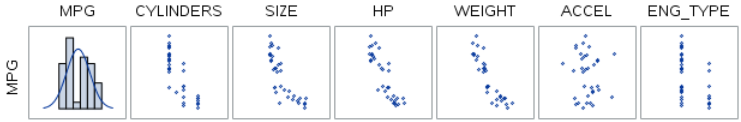 MPG CYLINDERS SIZE HP WEIGHT ACCEL ENG_TYPE
MPG